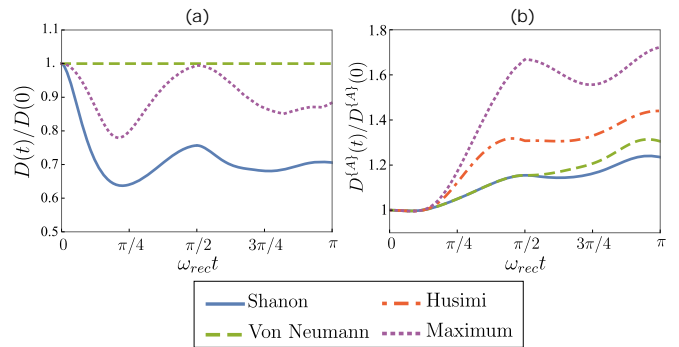 (a)
(b)
D(t)/D(0)
1.1
1.
0.9
0.8
0.7
0.6
0.5
0
π/4
π/2
3π/4
π
ω_rec t
D^{A}(t)/D^{A}(0)
1.8
1.6
1.4
1.2
1
0
π/4
π/2
3π/4
π
ω_rec t
Shanon
Husimi
Von Neumann
Maximum